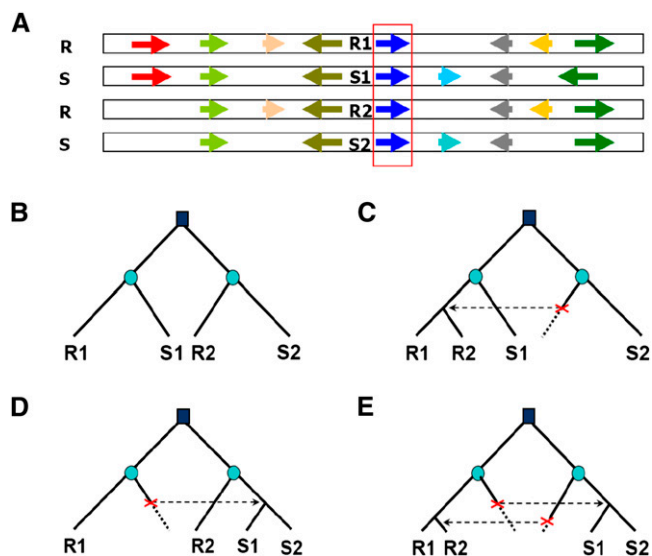 A
R R1
S S1
R R2
S S2
B
R1 S1 R2 S2
C
R1 R2 S1 S2
D
R1 R2 S1 S2
E
R1 R2 S1 S2